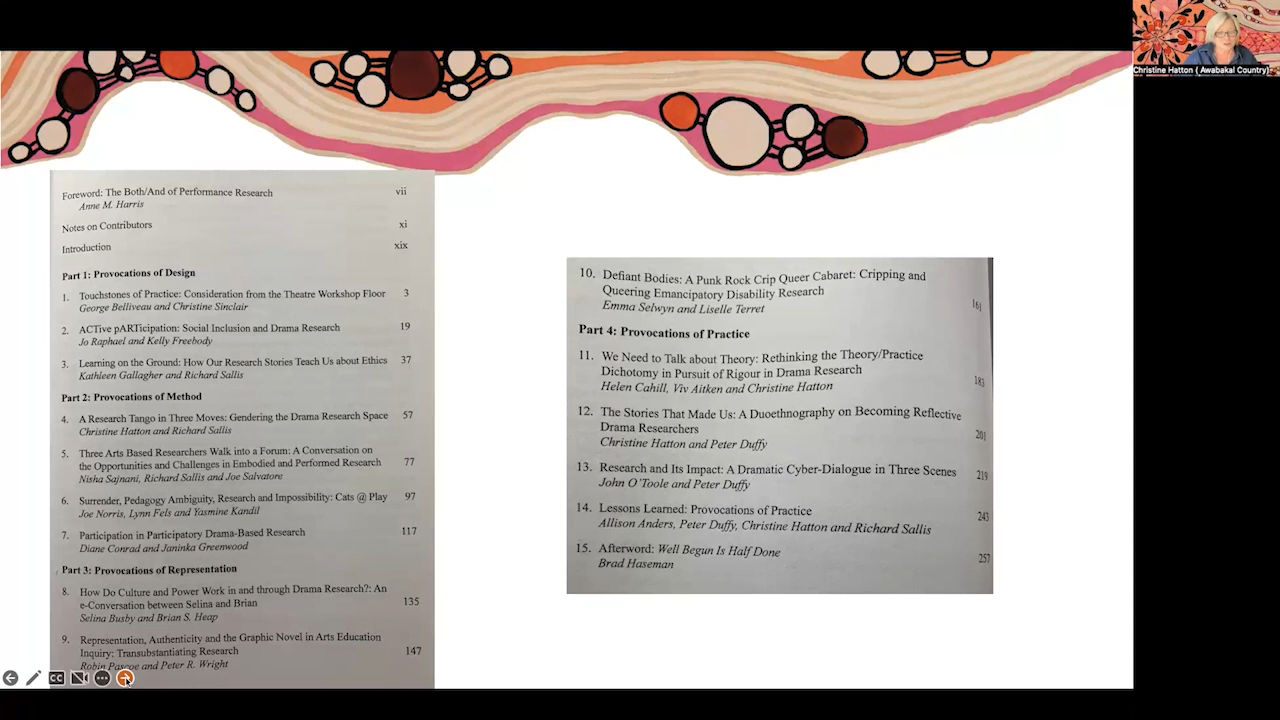 Christine Hatton ( Awabakal Country)
Foreword: The Both/And of Performance Research vii
Anne M. Harris
Notes on Contributors xi
Introduction xix
Part 1: Provocations of Design
1. Touchstones of Practice: Consideration from the Theatre Workshop Floor 3
George Belliveau and Christine Sinclair
2. ACTive pARTicipation: Social Inclusion and Drama Research 19
Jo Raphael and Kelly Freebody
3. Learning on the Ground: How Our Research Stories Teach Us about Ethics 37
Kathleen Gallagher and Richard Sallis
Part 2: Provocations of Method
4. A Research Tango in Three Moves: Gendering the Drama Research Space 57
Christine Hatton and Richard Sallis
5. Three Arts Based Researchers Walk into a Forum: A Conversation on
the Opportunities and Challenges in Embodied and Performed Research 77
Nisha Sajnani, Richard Sallis and Joe Salvatore
6. Surrender, Pedagogy Ambiguity, Research and Impossibility: Cats @ Play 97
Joe Norris, Lynn Fels and Yasmine Kandil
7. Participation in Participatory Drama-Based Research 117
Diane Conrad and Janinka Greenwood
Part 3: Provocations of Representation
8. How Do Culture and Power Work in and through Drama Research?: An
e-Conversation between Selina and Brian 135
Selina Busby and Brian S. Heap
9. Representation, Authenticity and the Graphic Novel in Arts Education
Inquiry: Transubstantiating Research 147
Robin Pascoe and Peter R. Wright
CC
10. Defiant Bodies: A Punk Rock Crip Queer Cabaret: Cripping and
Queering Emancipatory Disability Research
Emma Selwyn and Liselle Terret 161
Part 4: Provocations of Practice
11. We Need to Talk about Theory: Rethinking the Theory/Practice
Dichotomy in Pursuit of Rigour in Drama Research
Helen Cahill, Viv Aitken and Christine Hatton 183
12. The Stories That Made Us: A Duoethnography on Becoming Reflective
Drama Researchers
Christine Hatton and Peter Duffy 201
13. Research and Its Impact: A Dramatic Cyber-Dialogue in Three Scenes 219
John O'Toole and Peter Duffy
14. Lessons Learned: Provocations of Practice 243
Allison Anders, Peter Duffy, Christine Hatton and Richard Sallis
15. Afterword: Well Begun Is Half Done 257
Brad Haseman